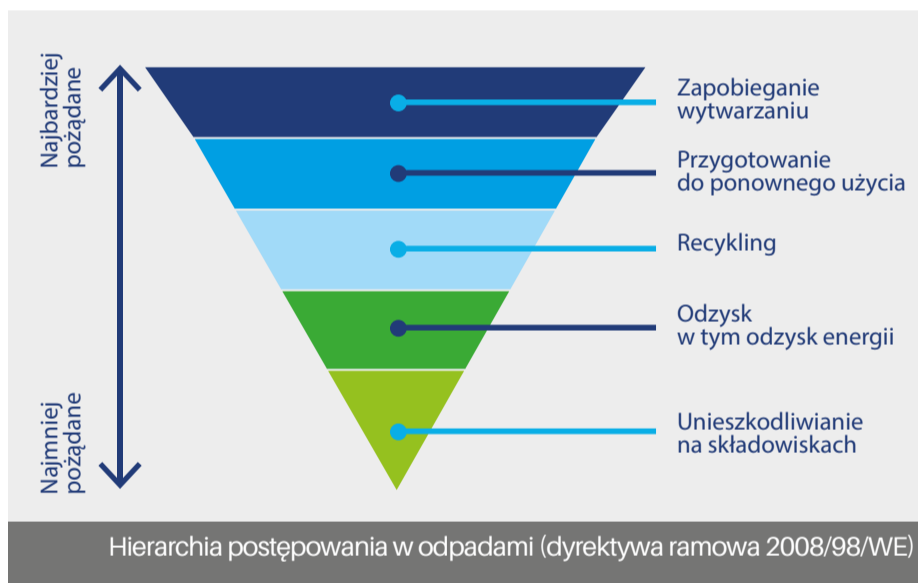 Najbardziej
pożądane
Zapobieganie
wytwarzaniu
Przygotowanie
do ponownego użycia
Recykling
Odzysk
w tym odzysk energii
Unieszkodliwianie
na składowiskach
Najmniej
pożądane
Hierarchia postępowania w odpadami (dyrektywa ramowa 2008/98/WE)